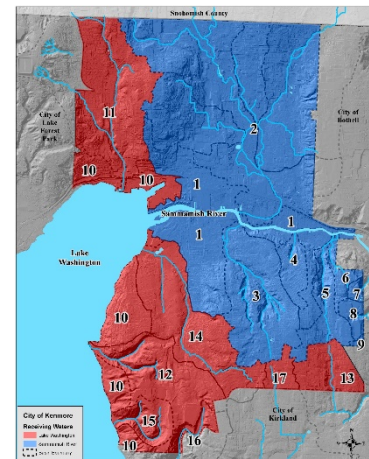 Snohomish County
City of
Lake
Forest
Park
City of
Bothell
11
2
10
10
1
Sammamish River
1
1
Lake
Washington
4
6
3
5
7
8
10
14
9
12
10
17
13
15
City of
Kirkland
10
16
City of Kenmore
Receiving Waters
Lake Washington
Sammamish River